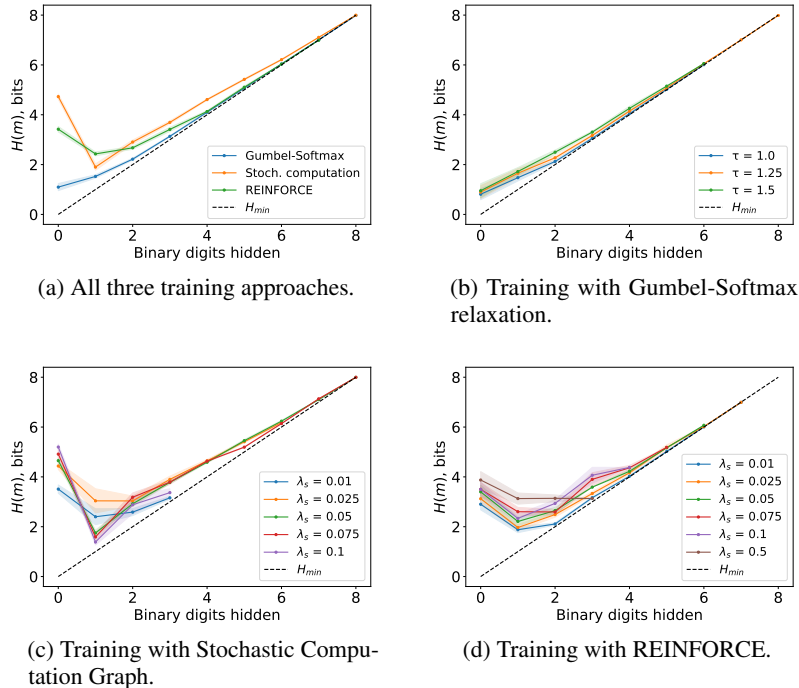 8
6
4
2
0
H(m), bits
Gumbel-Softmax
Stoch. computation
REINFORCE
H_min
0 2 4 6 8
Binary digits hidden
(a) All three training approaches.
8
6
4
2
0
H(m), bits
τ = 1.0
τ = 1.25
τ = 1.5
H_min
0 2 4 6 8
Binary digits hidden
(b) Training with Gumbel-Softmax
relaxation.
8
6
4
2
0
H(m), bits
λ_s = 0.01
λ_s = 0.025
λ_s = 0.05
λ_s = 0.075
λ_s = 0.1
H_min
0 2 4 6 8
Binary digits hidden
(c) Training with Stochastic Compu-
tation Graph.
8
6
4
2
0
H(m), bits
λ_s = 0.01
λ_s = 0.025
λ_s = 0.05
λ_s = 0.075
λ_s = 0.1
λ_s = 0.5
H_min
0 2 4 6 8
Binary digits hidden
(d) Training with REINFORCE.